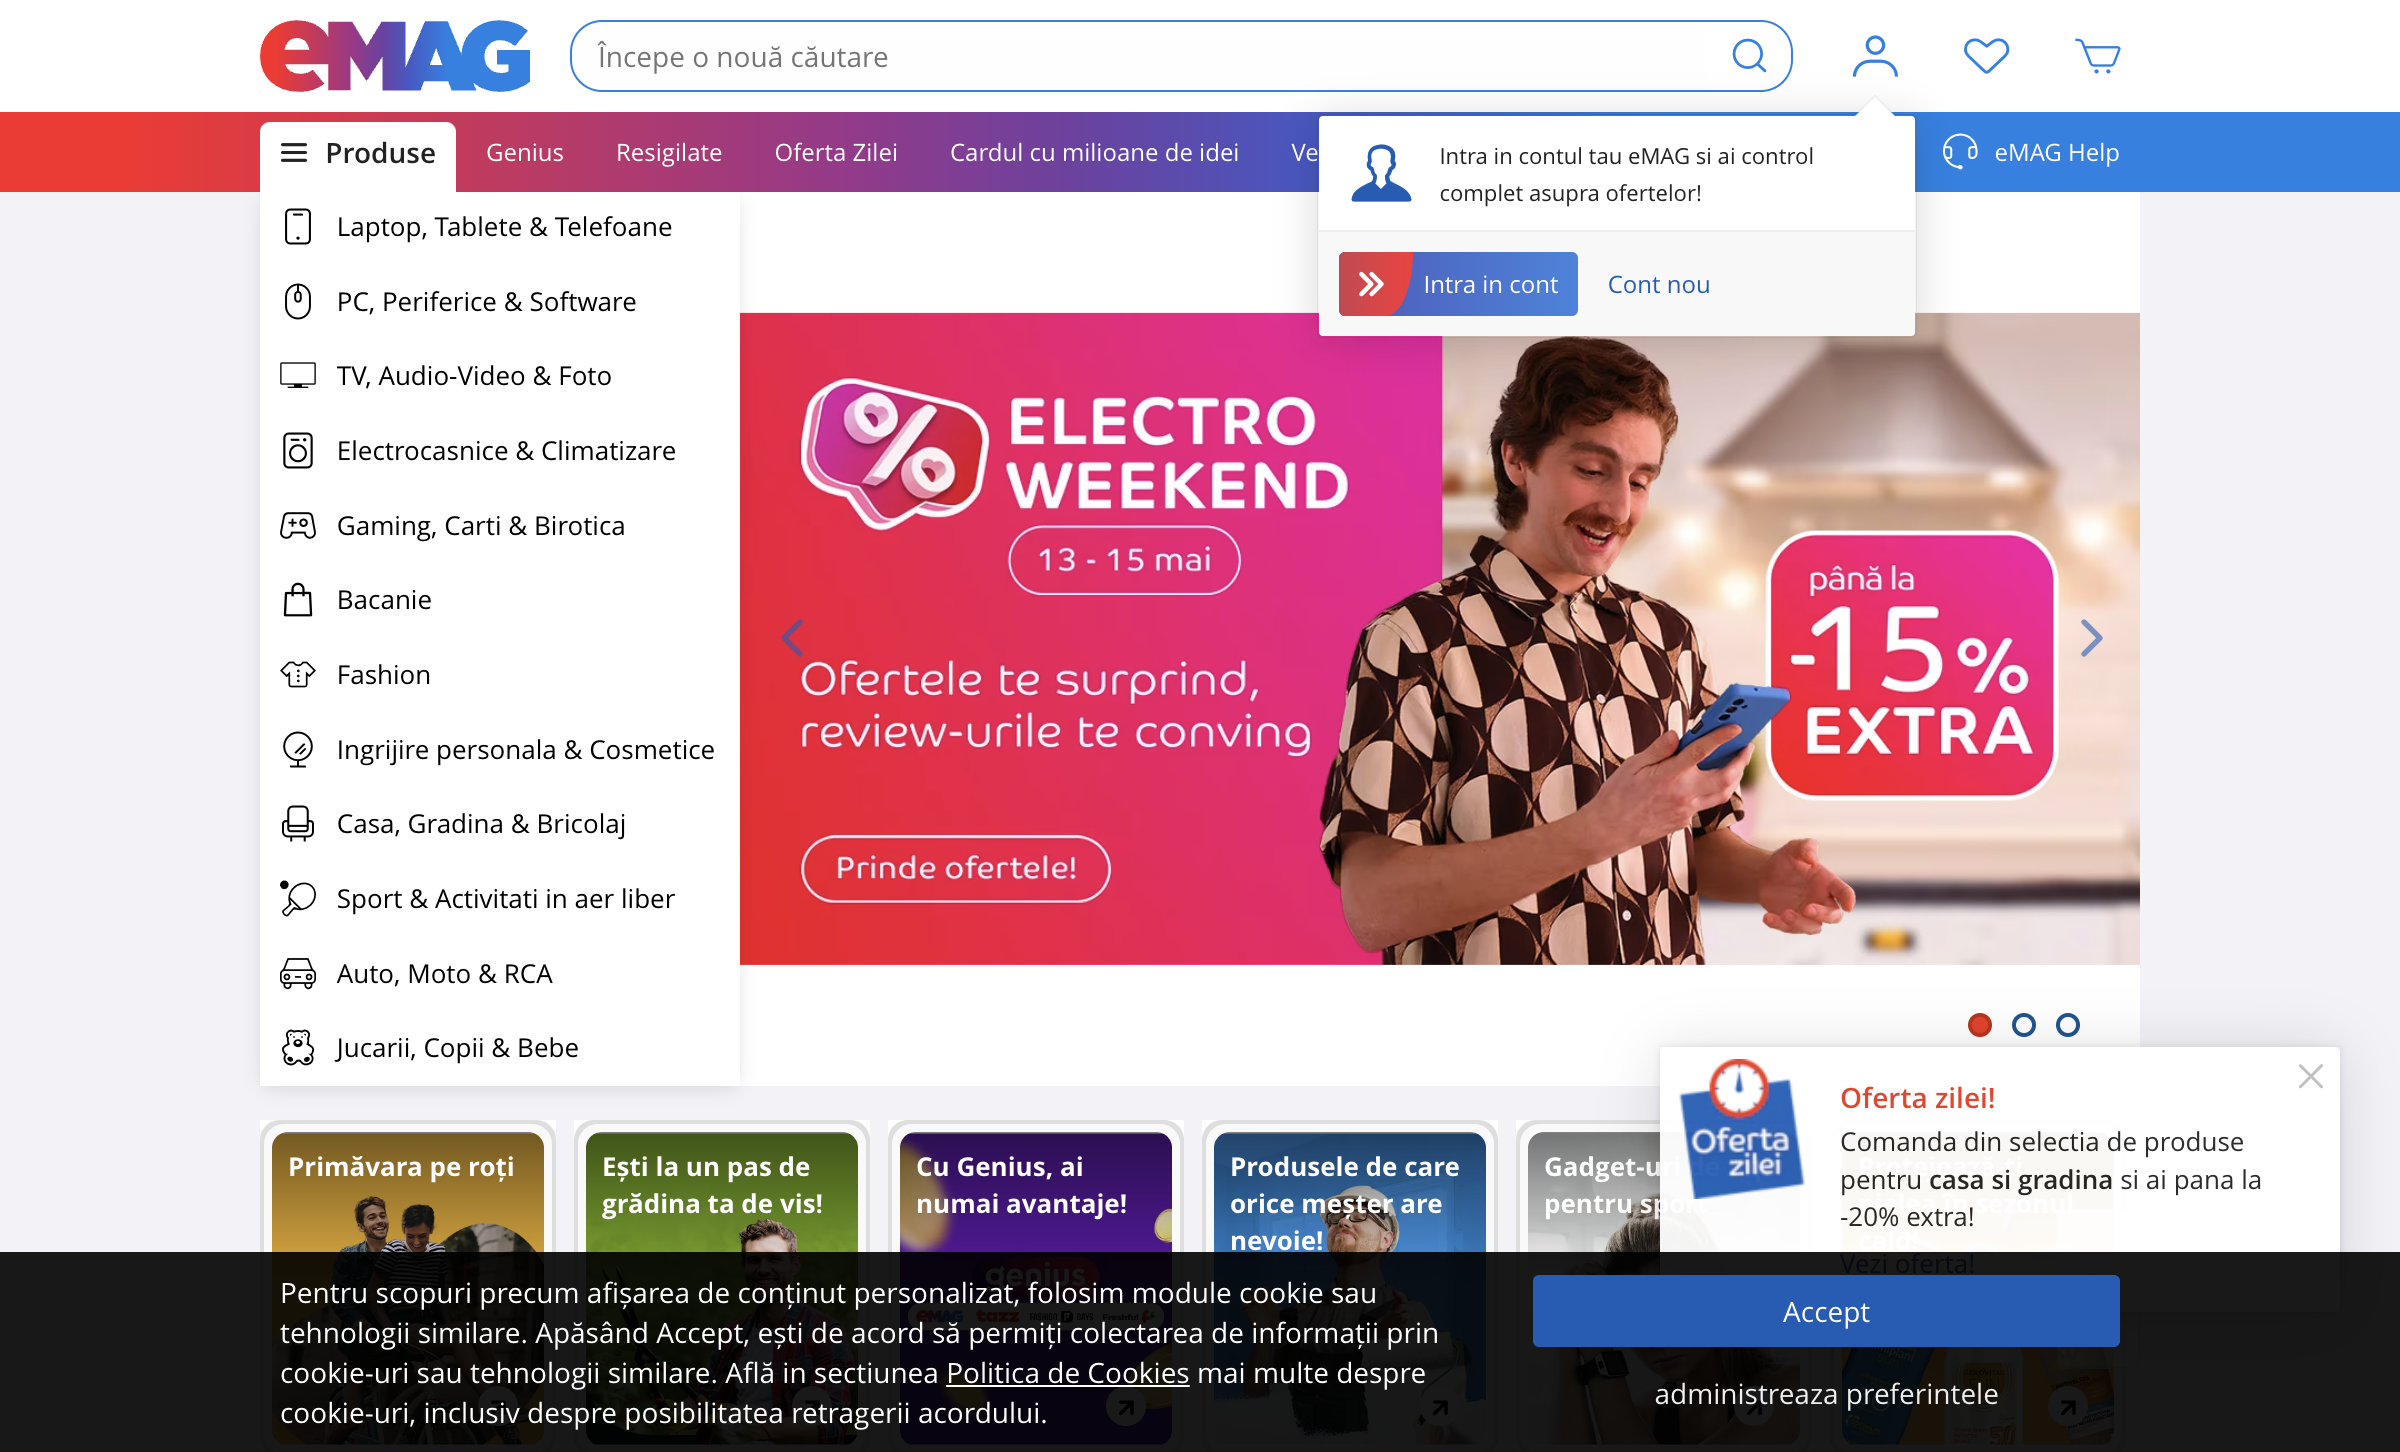 eMAG
Începe o nouă căutare
Produse
Genius
Resigilate
Oferta Zilei
Cardul cu milioane de idei
Ve
eMAG Help
Intra in contul tau eMAG si ai control
complet asupra ofertelor!
Intra in cont
Cont nou
Laptop, Tablete & Telefoane
PC, Periferice & Software
TV, Audio-Video & Foto
Electrocasnice & Climatizare
Gaming, Carti & Birotica
Bacanie
Fashion
Ingrijire personala & Cosmetice
Casa, Gradina & Bricolaj
Sport & Activitati in aer liber
Auto, Moto & RCA
Jucarii, Copii & Bebe
%
ELECTRO
WEEKEND
13 - 15 mai
Ofertele te surprind,
review-urile te conving
Prinde ofertele!
până la
-15%
EXTRA
Primăvara pe roți
Ești la un pas de
grădina ta de vis!
Cu Genius, ai
numai avantaje!
genius
Produsele de care
orice meșter are
nevoie!
Gadget-uri
pentru sport
Oferta
zilei
Oferta zilei!
Comanda din selectia de produse
pentru casa si gradina si ai pana la
-20% extra!
Vezi oferta!
Pentru scopuri precum afișarea de conținut personalizat, folosim module cookie sau
tehnologii similare. Apăsând Accept, ești de acord să permiți colectarea de informații prin
cookie-uri sau tehnologii similare. Află in sectiunea Politica de Cookies mai multe despre
cookie-uri, inclusiv despre posibilitatea retragerii acordului.
Accept
administreaza preferintele